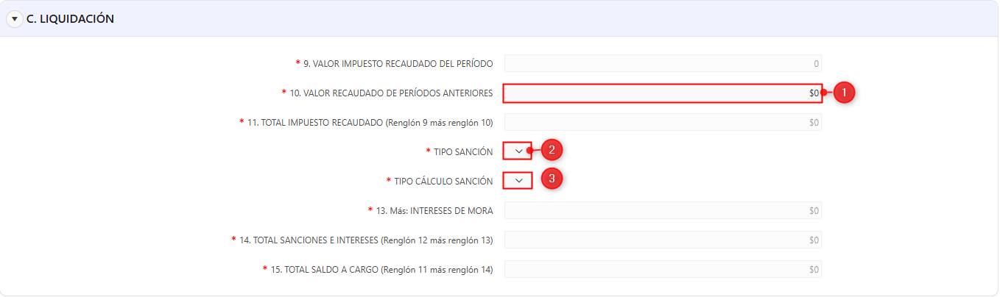 C. LIQUIDACIÓN
* 9. VALOR IMPUESTO RECAUDADO DEL PERÍODO 0
* 10. VALOR RECAUDADO DE PERÍODOS ANTERIORES $0 1
* 11. TOTAL IMPUESTO RECAUDADO (Renglón 9 más renglón 10) $0
* TIPO SANCIÓN 2
* TIPO CÁLCULO SANCIÓN 3
* 13. Más: INTERESES DE MORA $0
* 14. TOTAL SANCIONES E INTERESES (Renglón 12 más renglón 13) $0
* 15. TOTAL SALDO A CARGO (Renglón 11 más renglón 14) $0